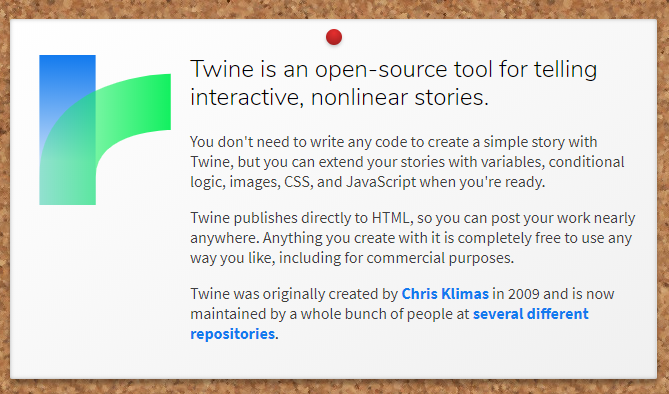 Twine is an open-source tool for telling
interactive, nonlinear stories.
You don't need to write any code to create a simple story with
Twine, but you can extend your stories with variables, conditional
logic, images, CSS, and JavaScript when you're ready.
Twine publishes directly to HTML, so you can post your work nearly
anywhere. Anything you create with it is completely free to use any
way you like, including for commercial purposes.
Twine was originally created by Chris Klimas in 2009 and is now
maintained by a whole bunch of people at several different
repositories.